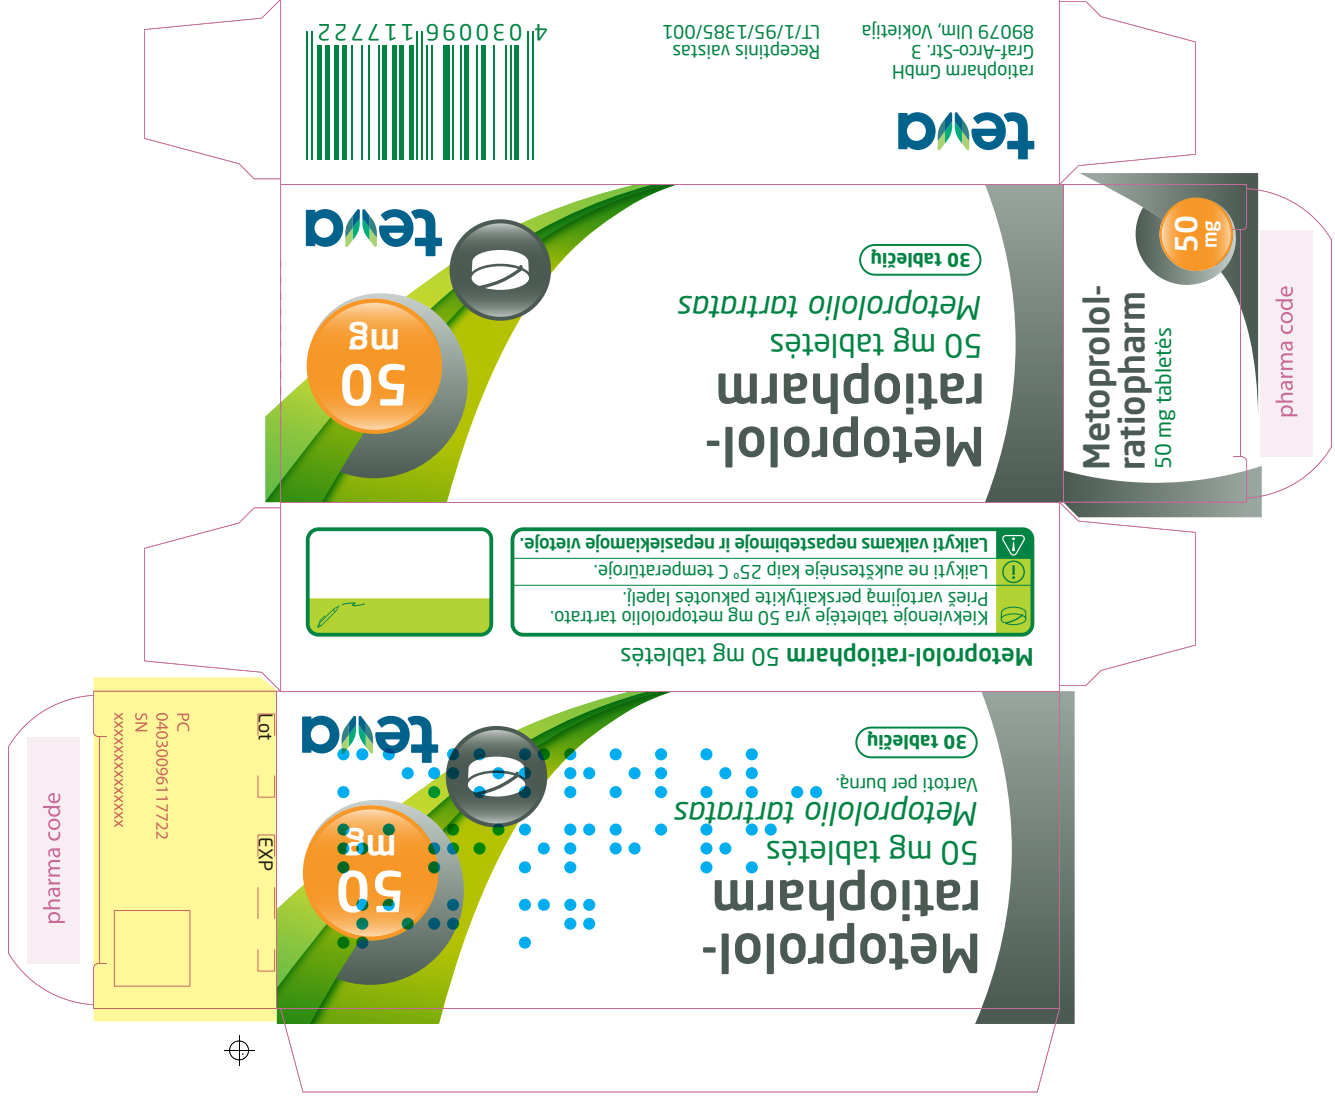 4 030096 117722
Receptinis vaistas
LT/1/95/1385/001
ratiopharm GmbH
Graf-Arco-Str. 3
89079 Ulm, Vokietija
teva
teva
50
mg
Metoprolol-
ratiopharm
50 mg tabletės
Metoprololio tartratas
30 tablečių
Metoprolol-
ratiopharm
50 mg tabletės
50
mg
pharma code
Metoprolol-ratiopharm 50 mg tabletės
Kiekvienoje tabletėje yra 50 mg metoprololio tartrato.
Prieš vartojimą perskaitykite pakuotės lapelį.
Laikyti ne aukštesnėje kaip 25° C temperatūroje.
Laikyti vaikams nepastebimoje ir nepasiekiamoje vietoje.
Metoprolol-
ratiopharm
50 mg tabletės
Metoprololio tartratas
Vartoti per burną.
30 tablečių
50
mg
teva
Lot
EXP
PC
04030096117722
SN
xxxxxxxxxxxxxx
pharma code